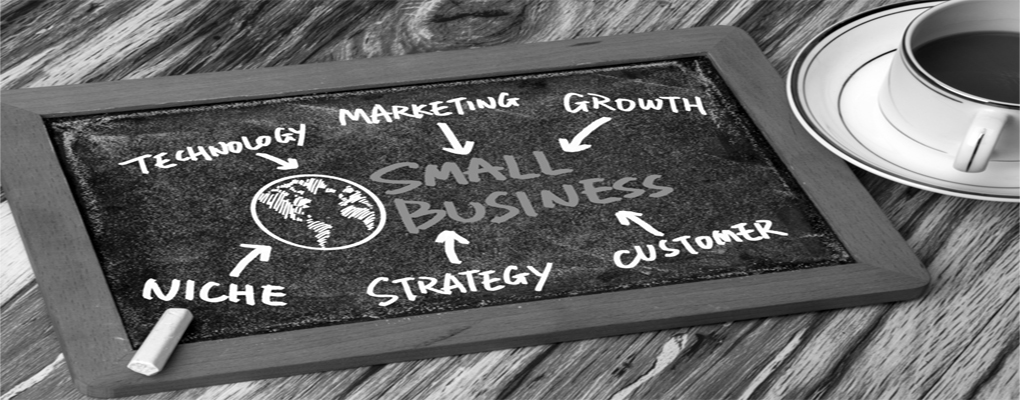 TECHNOLOGY
MARKETING
GROWTH
SMALL
BUSINESS
NICHE
STRATEGY
CUSTOMER